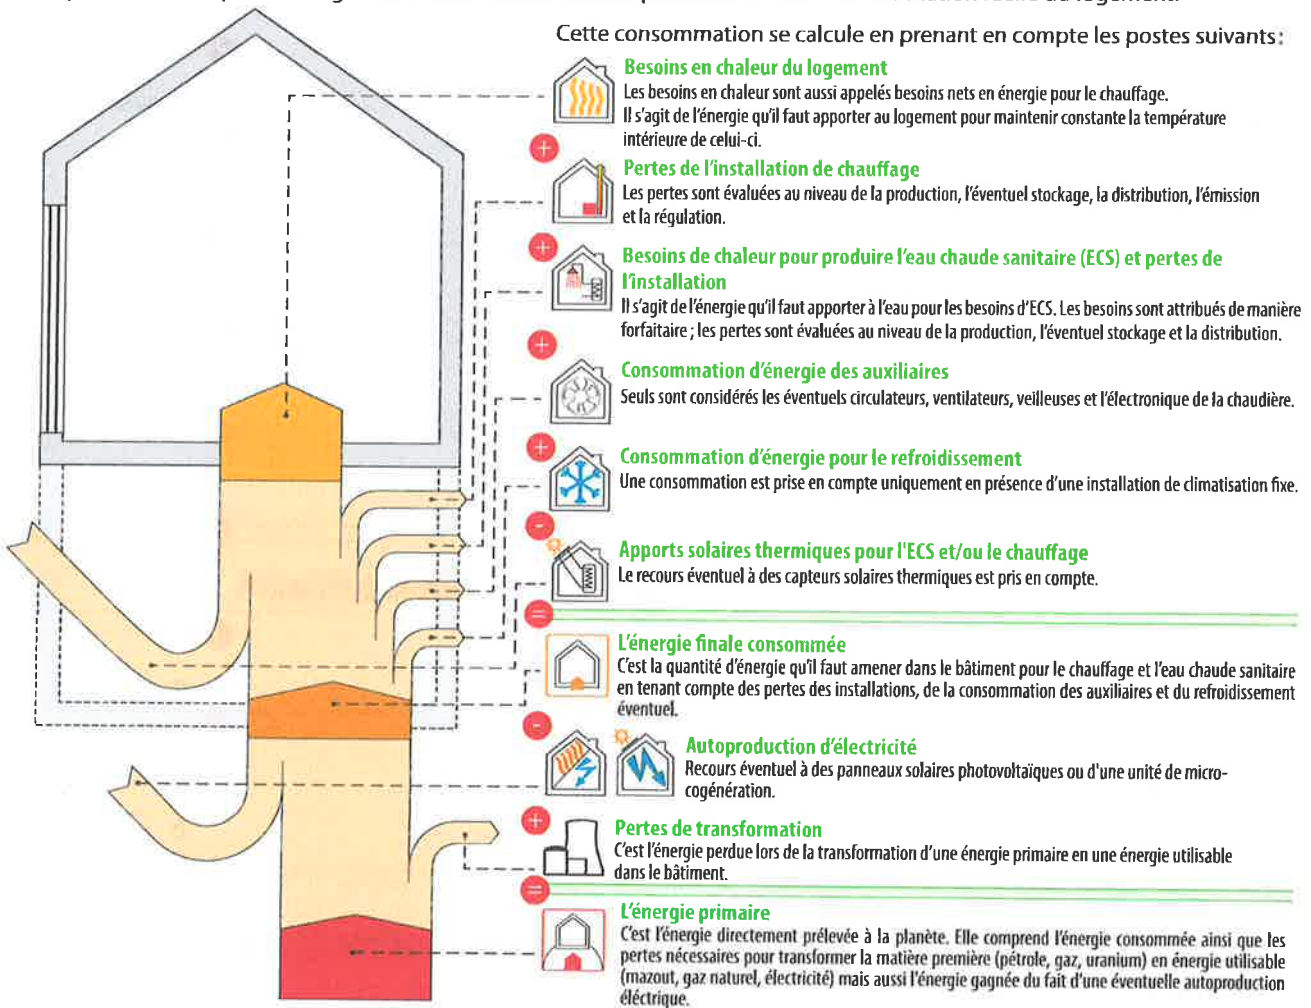 Cette consommation se calcule en prenant en compte les postes suivants :
Besoins en chaleur du logement
Les besoins en chaleur sont aussi appelés besoins nets en énergie pour le chauffage.
Il s'agit de l'énergie qu'il faut apporter au logement pour maintenir constante la température
intérieure de celui-ci.
+
Pertes de l'installation de chauffage
Les pertes sont évaluées au niveau de la production, l'éventuel stockage, la distribution, l'émission
et la régulation.
+
Besoins de chaleur pour produire l'eau chaude sanitaire (ECS) et pertes de
l'installation
Il s'agit de l'énergie qu'il faut apporter à l'eau pour les besoins d'ECS. Les besoins sont attribués de manière
forfaitaire ; les pertes sont évaluées au niveau de la production, l'éventuel stockage et la distribution.
+
Consommation d'énergie des auxiliaires
Seuls sont considérés les éventuels circulateurs, ventilateurs, veilleuses et l'électronique de la chaudière.
+
Consommation d'énergie pour le refroidissement
Une consommation est prise en compte uniquement en présence d'une installation de climatisation fixe.
-
Apports solaires thermiques pour l'ECS et/ou le chauffage
Le recours éventuel à des capteurs solaires thermiques est pris en compte.
=
L'énergie finale consommée
C'est la quantité d'énergie qu'il faut amener dans le bâtiment pour le chauffage et l'eau chaude sanitaire
en tenant compte des pertes des installations, de la consommation des auxiliaires et du refroidissement
éventuel.
-
Autoproduction d'électricité
Recours éventuel à des panneaux solaires photovoltaïques ou d'une unité de micro-
cogénération.
+
Pertes de transformation
C'est l'énergie perdue lors de la transformation d'une énergie primaire en une énergie utilisable
dans le bâtiment.
=
L'énergie primaire
C'est l'énergie directement prélevée à la planète. Elle comprend l'énergie consommée ainsi que les
pertes nécessaires pour transformer la matière première (pétrole, gaz, uranium) en énergie utilisable
(mazout, gaz naturel, électricité) mais aussi l'énergie gagnée du fait d'une éventuelle autoproduction
éléctrique.